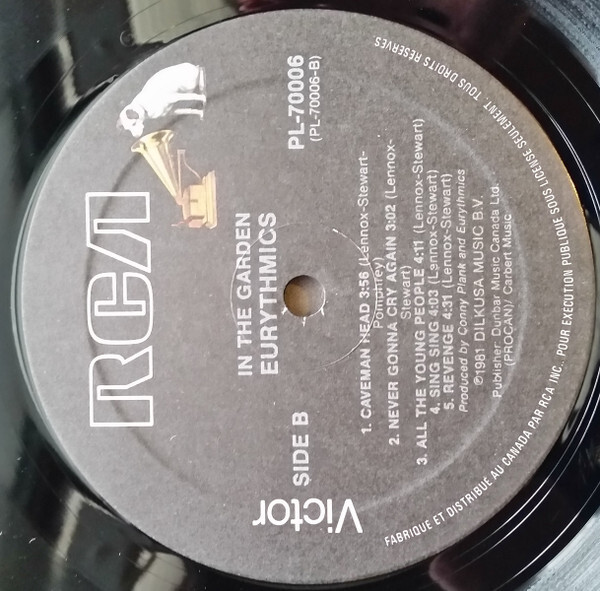 RCA
Victor
IN THE GARDEN
EURYTHMICS
SIDE B
PL-70006
(PL-70006-B)
1. CAVEMAN HEAD 3:56 (Lennox-Stewart-
Pomphrey)
2. NEVER GONNA CRY AGAIN 3:02 (Lennox-
Stewart)
3. ALL THE YOUNG PEOPLE 4:11 (Lennox-Stewart)
4. SING SING 4:03 (Lennox-Stewart)
5. REVENGE 4:31 (Lennox-Stewart)
Produced by Conny Plank and Eurythmics
℗1981 DILKUSA MUSIC B.V.
Publisher: Dunbar Music Canada Ltd.
(PROCAN)/ Carbert Music
FABRIQUE ET DISTRIBUE AU CANADA PAR RCA INC. POUR EXECUTION PUBLIQUE SOUS LICENSE SEULEMENT. TOUS DROITS RESERVES